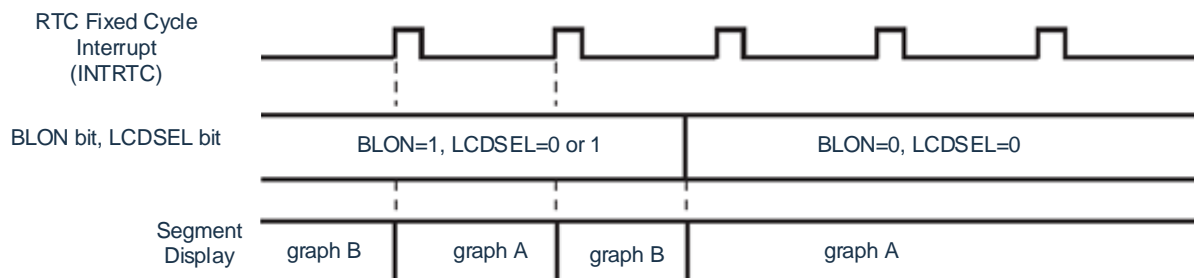 RTC Fixed Cycle
Interrupt
(INTRTC)
BLON bit, LCDSEL bit
BLON=1, LCDSEL=0 or 1
BLON=0, LCDSEL=0
Segment
Display
graph B
graph A
graph B
graph A